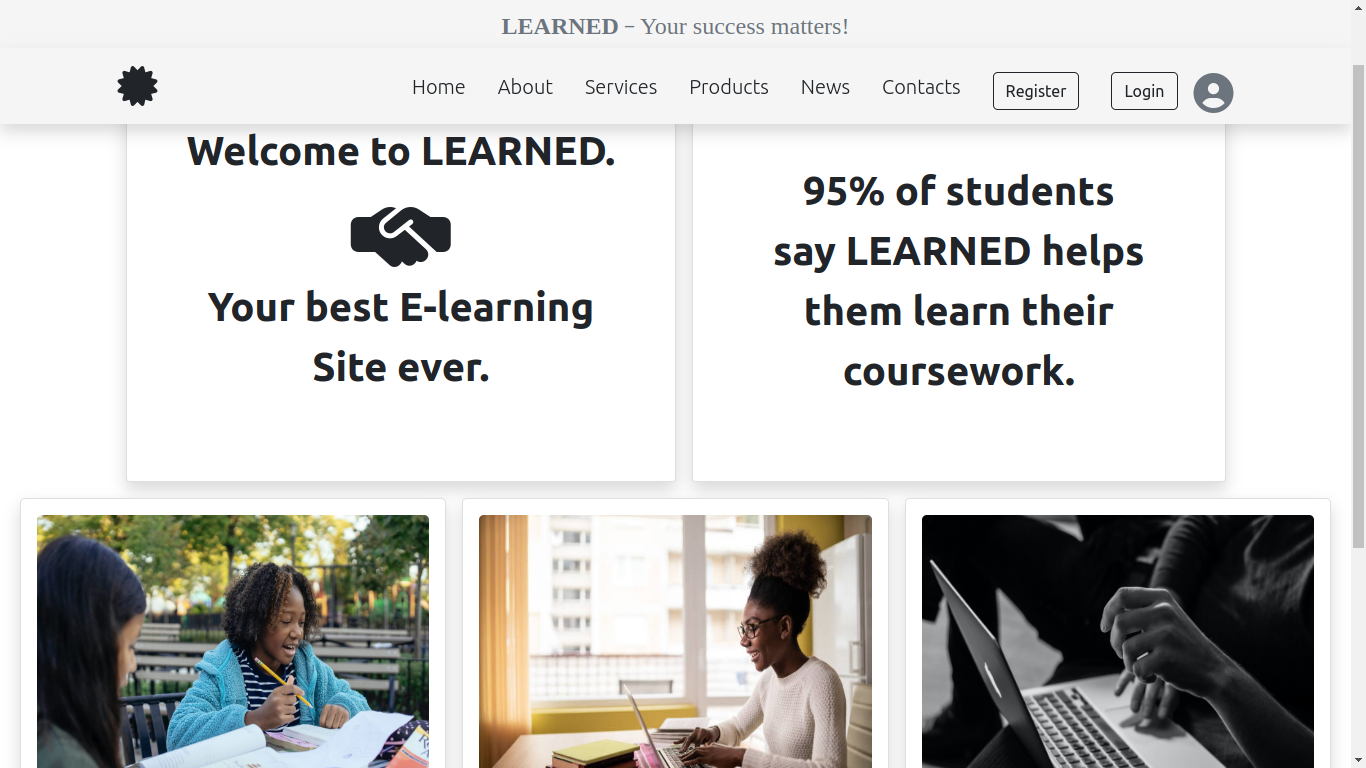 LEARNED – Your success matters!
Home About Services Products News Contacts Register Login
Welcome to LEARNED.
Your best E-learning
Site ever.
95% of students
say LEARNED helps
them learn their
coursework.